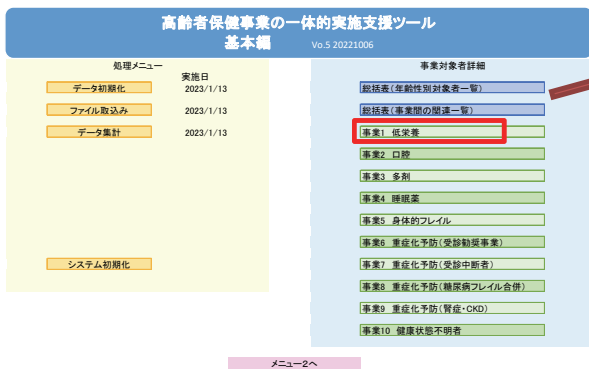 高齢者保健事業の一体的実施支援ツール
基本編 Vo.5 20221006
処理メニュー
実施日
データ初期化 2023/1/13
ファイル取込み 2023/1/13
データ集計 2023/1/13
システム初期化
事業対象者詳細
総括表(年齢性別対象者一覧)
総括表(事業間の関連一覧)
事業1 低栄養
事業2 口腔
事業3 多剤
事業4 睡眠薬
事業5 身体的フレイル
事業6 重症化予防(受診勧奨事業)
事業7 重症化予防(受診中断者)
事業8 重症化予防(糖尿病フレイル合併)
事業9 重症化予防(腎症・CKD)
事業10 健康状態不明者
メニュー2へ